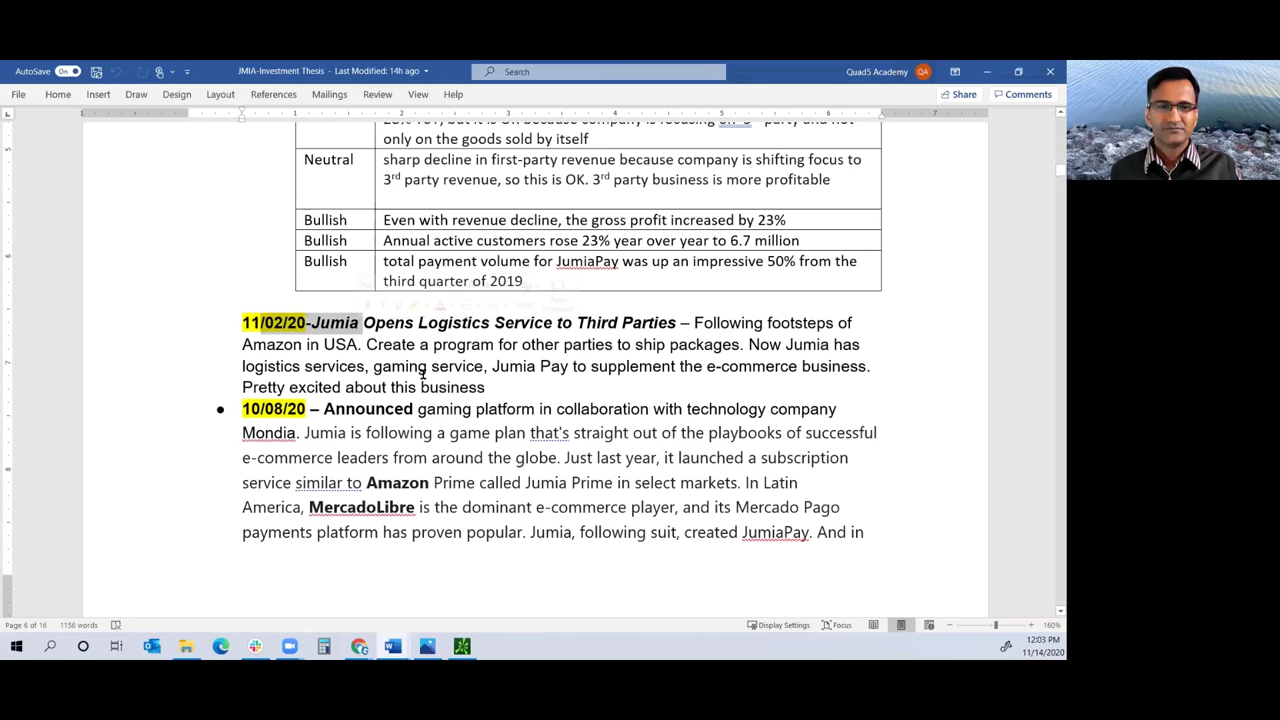 AutoSave On JMIA-Investment Thesis - Last Modified: 14h ago Search Quad5 Academy QA
File Home Insert Draw Design Layout References Mailings Review View Help Share Comments
1 1 2 3 4 5 6 7
only on the goods sold by itself
Neutral sharp decline in first-party revenue because company is shifting focus to
3rd party revenue, so this is OK. 3rd party business is more profitable
Bullish Even with revenue decline, the gross profit increased by 23%
Bullish Annual active customers rose 23% year over year to 6.7 million
Bullish total payment volume for JumiaPay was up an impressive 50% from the
third quarter of 2019
11/02/20-Jumia Opens Logistics Service to Third Parties – Following footsteps of
Amazon in USA. Create a program for other parties to ship packages. Now Jumia has
logistics services, gaming service, Jumia Pay to supplement the e-commerce business.
Pretty excited about this business
● 10/08/20 – Announced gaming platform in collaboration with technology company
Mondia. Jumia is following a game plan that's straight out of the playbooks of successful
e-commerce leaders from around the globe. Just last year, it launched a subscription
service similar to Amazon Prime called Jumia Prime in select markets. In Latin
America, MercadoLibre is the dominant e-commerce player, and its Mercado Pago
payments platform has proven popular. Jumia, following suit, created JumiaPay. And in
Page 6 of 16 1156 words Display Settings Focus 160%
12:03 PM
11/14/2020